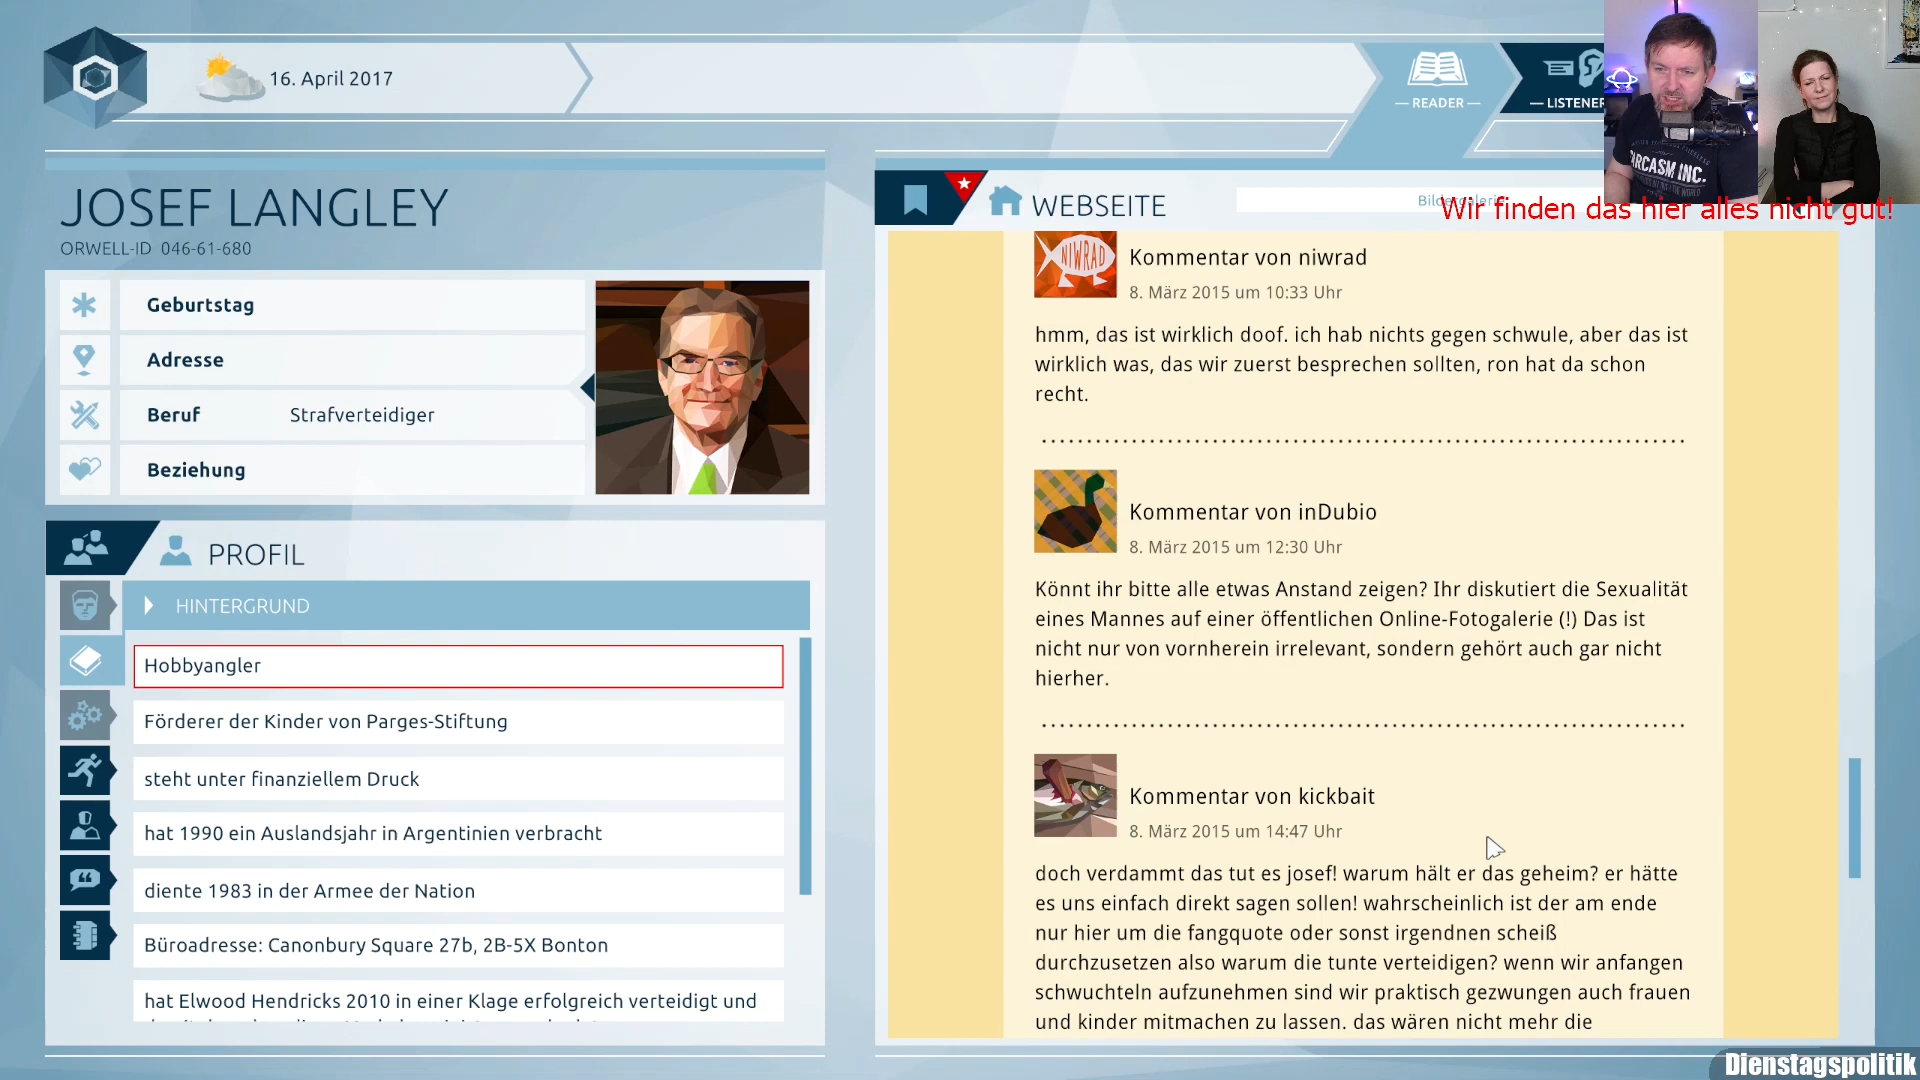 16. April 2017
— READER —
— LISTENER
SARCASM INC.
JOSEF LANGLEY
ORWELL-ID 046-61-680
WEBSEITE
Wir finden das hier alles nicht gut!
Geburtstag
Adresse
Beruf Strafverteidiger
Beziehung
PROFIL
HINTERGRUND
Hobbyangler
Förderer der Kinder von Parges-Stiftung
steht unter finanziellem Druck
hat 1990 ein Auslandsjahr in Argentinien verbracht
diente 1983 in der Armee der Nation
Büroadresse: Canonbury Square 27b, 2B-5X Bonton
hat Elwood Hendricks 2010 in einer Klage erfolgreich verteidigt und
NIWRAD
Kommentar von niwrad
8. März 2015 um 10:33 Uhr
hmm, das ist wirklich doof. ich hab nichts gegen schwule, aber das ist
wirklich was, das wir zuerst besprechen sollten, ron hat da schon
recht.
Kommentar von inDubio
8. März 2015 um 12:30 Uhr
Könnt ihr bitte alle etwas Anstand zeigen? Ihr diskutiert die Sexualität
eines Mannes auf einer öffentlichen Online-Fotogalerie (!) Das ist
nicht nur von vornherein irrelevant, sondern gehört auch gar nicht
hierher.
Kommentar von kickbait
8. März 2015 um 14:47 Uhr
doch verdammt das tut es josef! warum hält er das geheim? er hätte
es uns einfach direkt sagen sollen! wahrscheinlich ist der am ende
nur hier um die fangquote oder sonst irgendnen scheiß
durchzusetzen also warum die tunte verteidigen? wenn wir anfangen
schwuchteln aufzunehmen sind wir praktisch gezwungen auch frauen
und kinder mitmachen zu lassen. das wären nicht mehr die
Dienstagspolitik